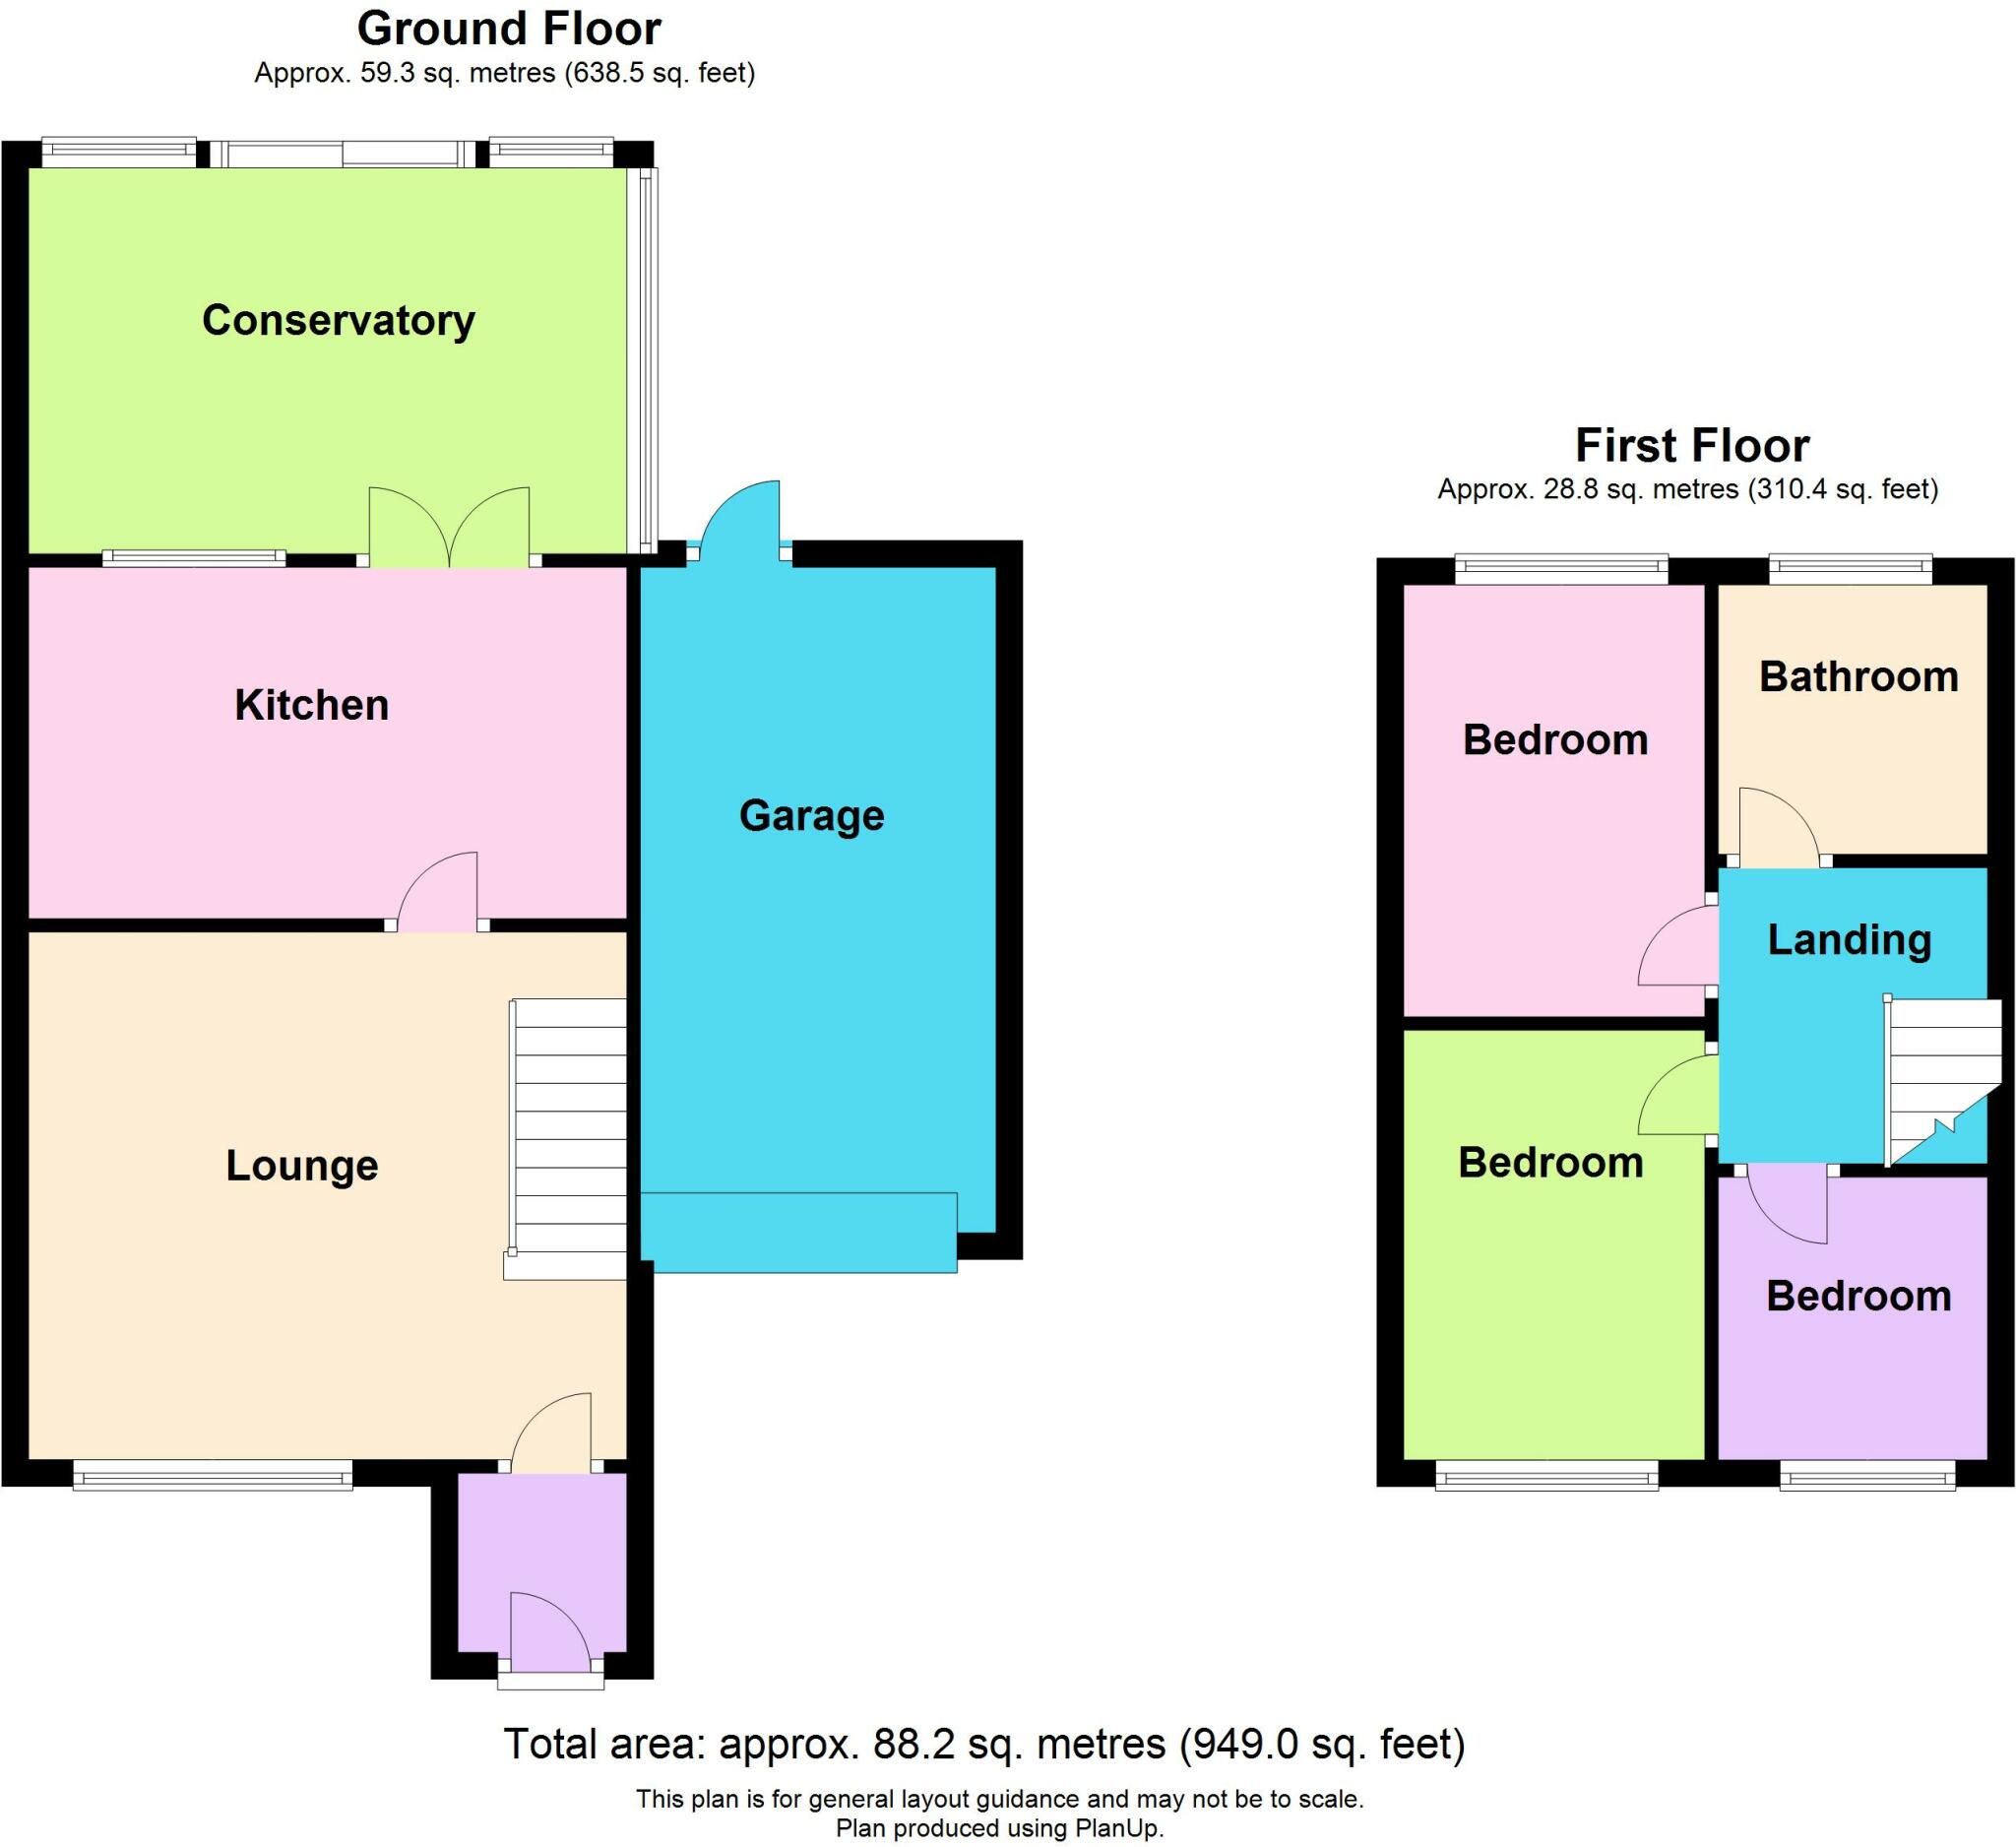 Ground Floor
Approx. 59.3 sq. metres (638.5 sq. feet)
Conservatory
Kitchen
Garage
Lounge
First Floor
Approx. 28.8 sq. metres (310.4 sq. feet)
Bathroom
Bedroom
Landing
Bedroom
Bedroom
Total area: approx. 88.2 sq. metres (949.0 sq. feet)
This plan is for general layout guidance and may not be to scale.
Plan produced using PlanUp.